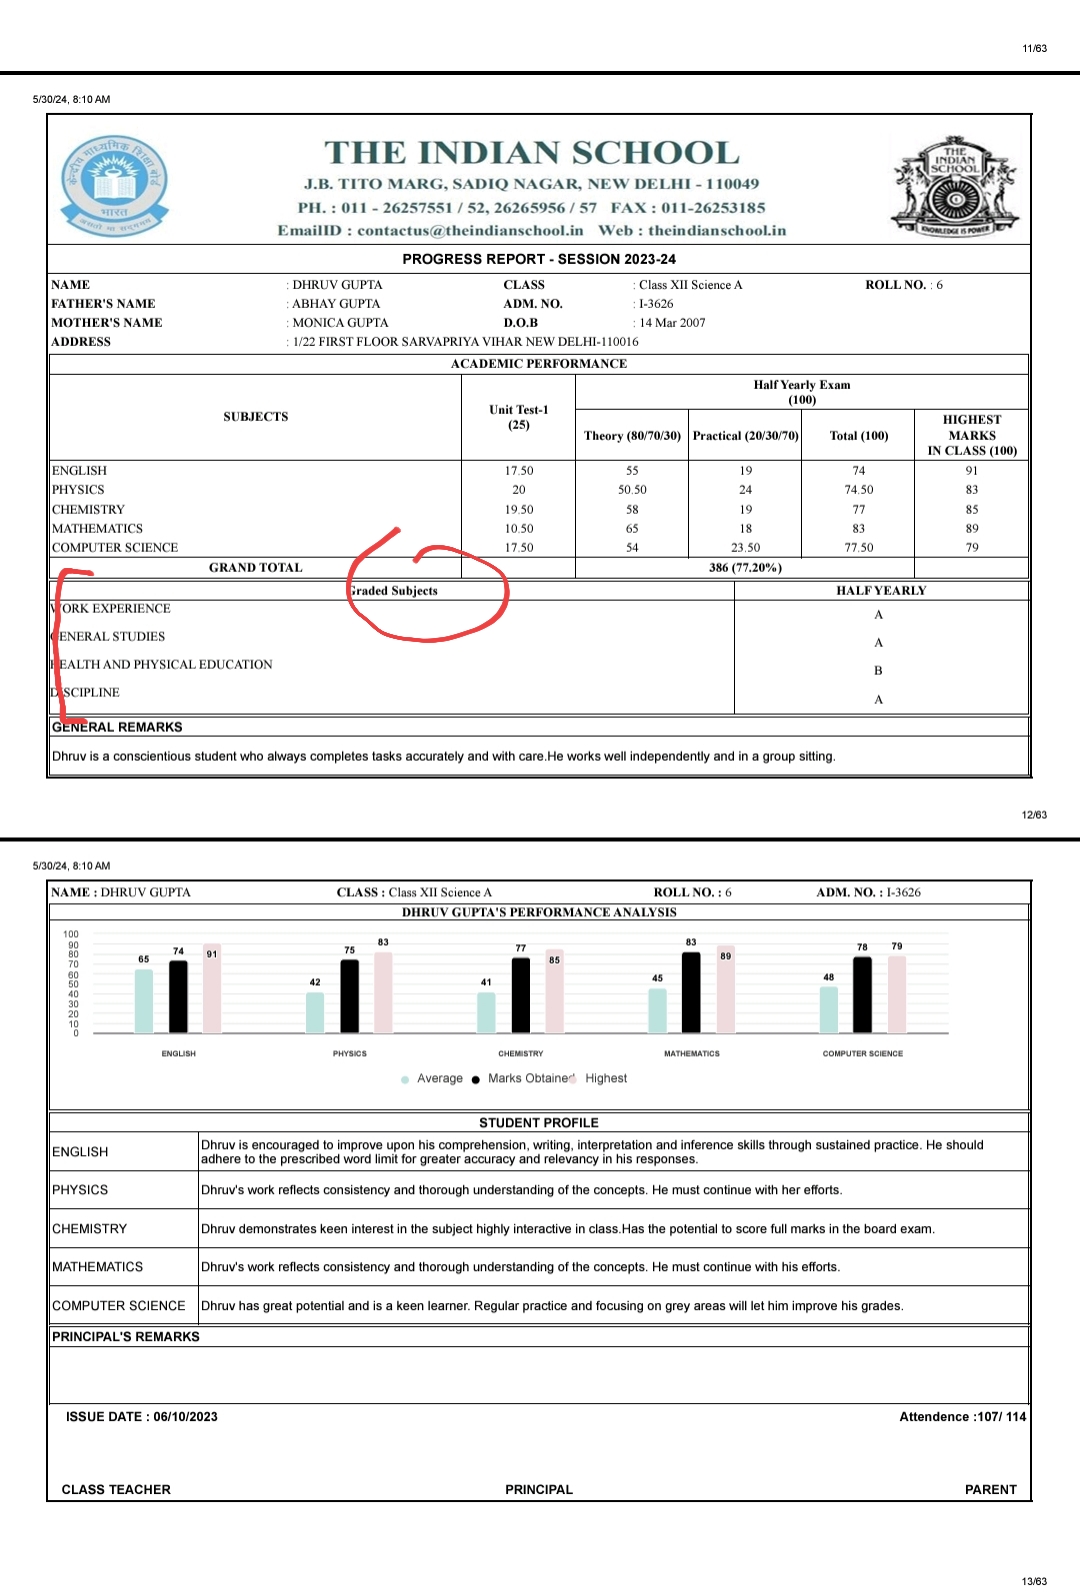 11/63
5/30/24, 8:10 AM
केन्द्रीय माध्यमिक शिक्षा बोर्ड
भारत
असतो मा सद्गमय
THE INDIAN SCHOOL
J.B. TITO MARG, SADIQ NAGAR, NEW DELHI - 110049
PH. : 011 - 26257551 / 52, 26265956 / 57 FAX : 011-26253185
EmailID : contactus@theindianschool.in Web : theindianschool.in
THE
INDIAN
SCHOOL
KNOWLEDGE IS POWER
PROGRESS REPORT - SESSION 2023-24
NAME : DHRUV GUPTA CLASS : Class XII Science A ROLL NO. : 6
FATHER'S NAME : ABHAY GUPTA ADM. NO. : I-3626
MOTHER'S NAME : MONICA GUPTA D.O.B : 14 Mar 2007
ADDRESS : 1/22 FIRST FLOOR SARVAPRIYA VIHAR NEW DELHI-110016
ACADEMIC PERFORMANCE
SUBJECTS
Unit Test-1
(25)
Half Yearly Exam
(100)
Theory (80/70/30) Practical (20/30/70) Total (100)
HIGHEST
MARKS
IN CLASS (100)
ENGLISH 17.50 55 19 74 91
PHYSICS 20 50.50 24 74.50 83
CHEMISTRY 19.50 58 19 77 85
MATHEMATICS 10.50 65 18 83 89
COMPUTER SCIENCE 17.50 54 23.50 77.50 79
GRAND TOTAL 386 (77.20%)
Graded Subjects HALF YEARLY
WORK EXPERIENCE A
GENERAL STUDIES A
HEALTH AND PHYSICAL EDUCATION B
DISCIPLINE A
GENERAL REMARKS
Dhruv is a conscientious student who always completes tasks accurately and with care.He works well independently and in a group sitting.
12/63
5/30/24, 8:10 AM
NAME : DHRUV GUPTA CLASS : Class XII Science A ROLL NO. : 6 ADM. NO. : I-3626
DHRUV GUPTA'S PERFORMANCE ANALYSIS
100
90
80
70
60
50
40
30
20
10
0
65 74 91
42 75 83
41 77 85
45 83 89
48 78 79
ENGLISH PHYSICS CHEMISTRY MATHEMATICS COMPUTER SCIENCE
Average Marks Obtained Highest
STUDENT PROFILE
ENGLISH
Dhruv is encouraged to improve upon his comprehension, writing, interpretation and inference skills through sustained practice. He should
adhere to the prescribed word limit for greater accuracy and relevancy in his responses.
PHYSICS Dhruv's work reflects consistency and thorough understanding of the concepts. He must continue with her efforts.
CHEMISTRY Dhruv demonstrates keen interest in the subject highly interactive in class.Has the potential to score full marks in the board exam.
MATHEMATICS Dhruv's work reflects consistency and thorough understanding of the concepts. He must continue with his efforts.
COMPUTER SCIENCE Dhruv has great potential and is a keen learner. Regular practice and focusing on grey areas will let him improve his grades.
PRINCIPAL'S REMARKS
ISSUE DATE : 06/10/2023 Attendence :107/ 114
CLASS TEACHER PRINCIPAL PARENT
13/63